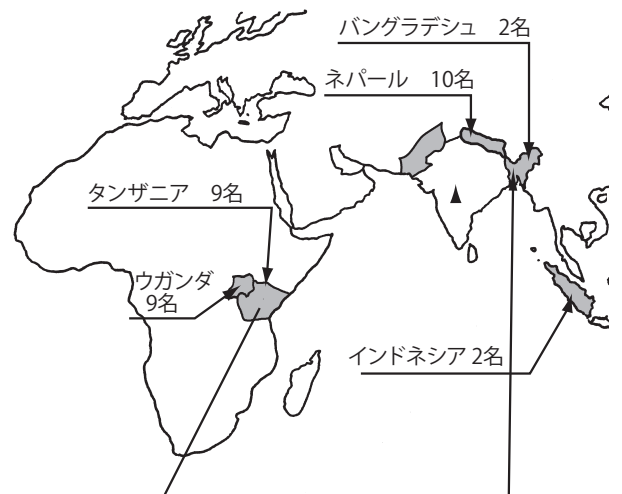 バングラデシュ　2名
ネパール　10名
タンザニア　9名
ウガンダ
9名
インドネシア 2名